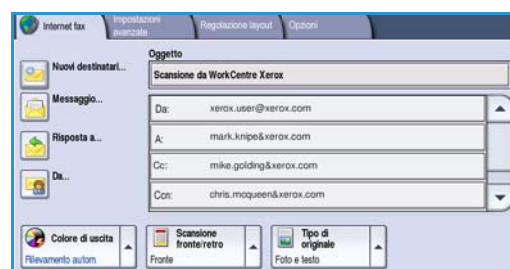 Internet fax
Impostazioni avanzate
Regolazione layout
Opzioni
Oggetto
Nuovi destinatari...
Scansione da WorkCentre Xerox
Messaggio...
Da: xerox.user@xerox.com
Risposta a...
A: mark.knipe&xerox.com
Cc: mike.golding&xerox.com
Da...
Ccn: chris.mcqueen&xerox.com
Colore di uscita
Rilevamento autom.
Scansione
fronte/retro
Fronte
Tipo di
originale
Foto e testo